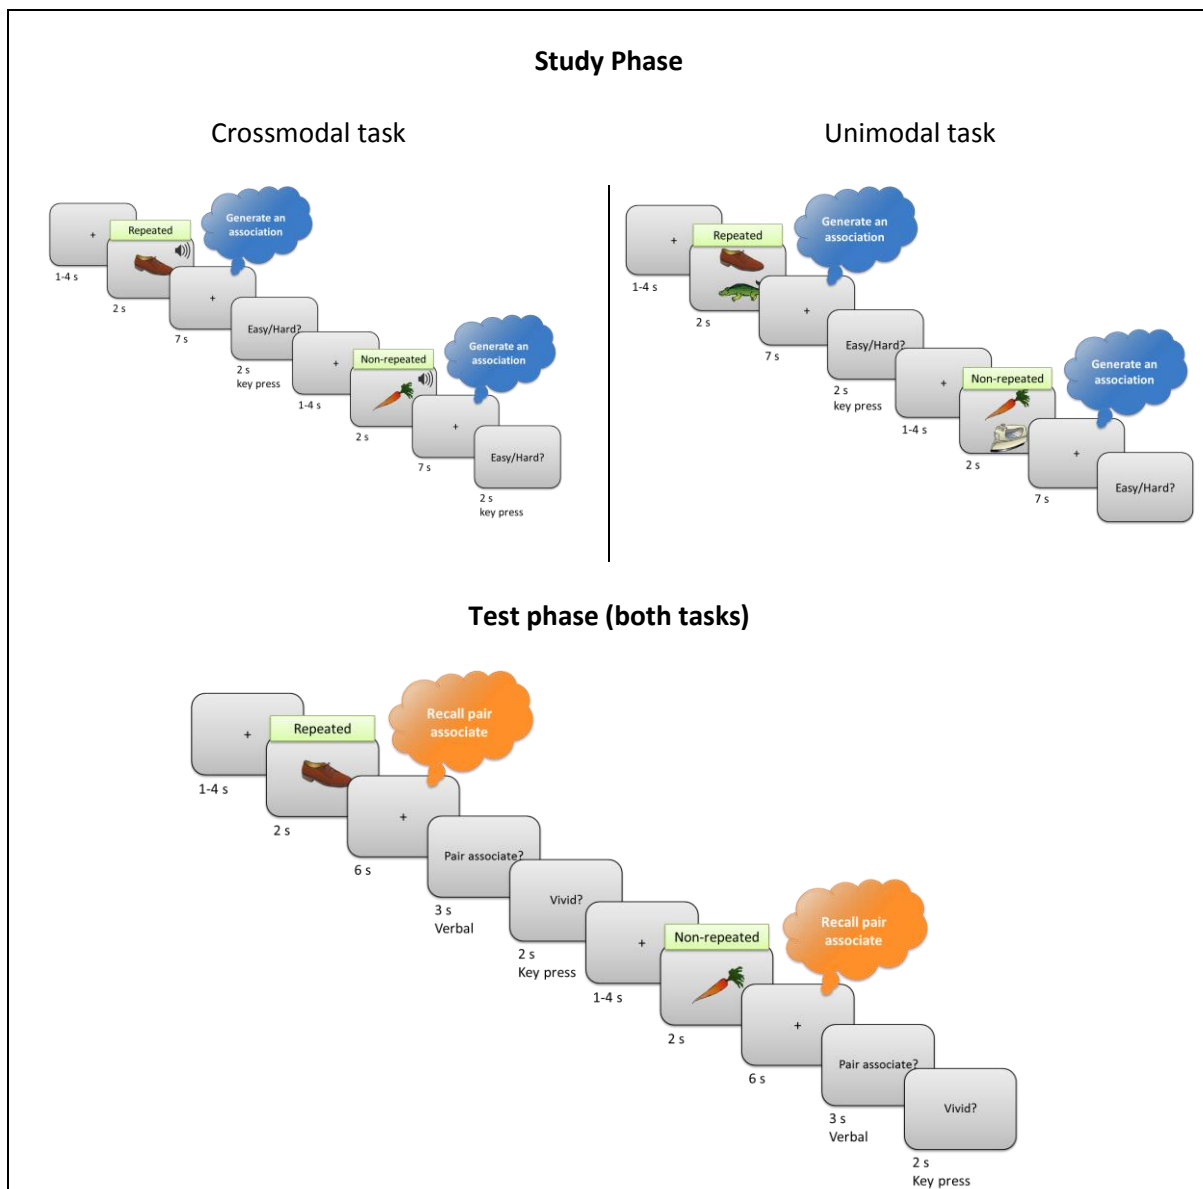 Study Phase
Crossmodal task
+
1-4 s
Repeated
2 s
Generate an
association
+
7 s
Easy/Hard?
2 s
key press
+
1-4 s
Non-repeated
2 s
Generate an
association
+
7 s
Easy/Hard?
2 s
key press
Unimodal task
+
1-4 s
Repeated
2 s
Generate an
association
+
7 s
Easy/Hard?
2 s
key press
+
1-4 s
Non-repeated
2 s
Generate an
association
+
7 s
Easy/Hard?
Test phase (both tasks)
+
1-4 s
Repeated
2 s
Recall pair
associate
+
6 s
Pair associate?
3 s
Verbal
Vivid?
2 s
Key press
+
1-4 s
Non-repeated
2 s
Recall pair
associate
+
6 s
Pair associate?
3 s
Verbal
Vivid?
2 s
Key press